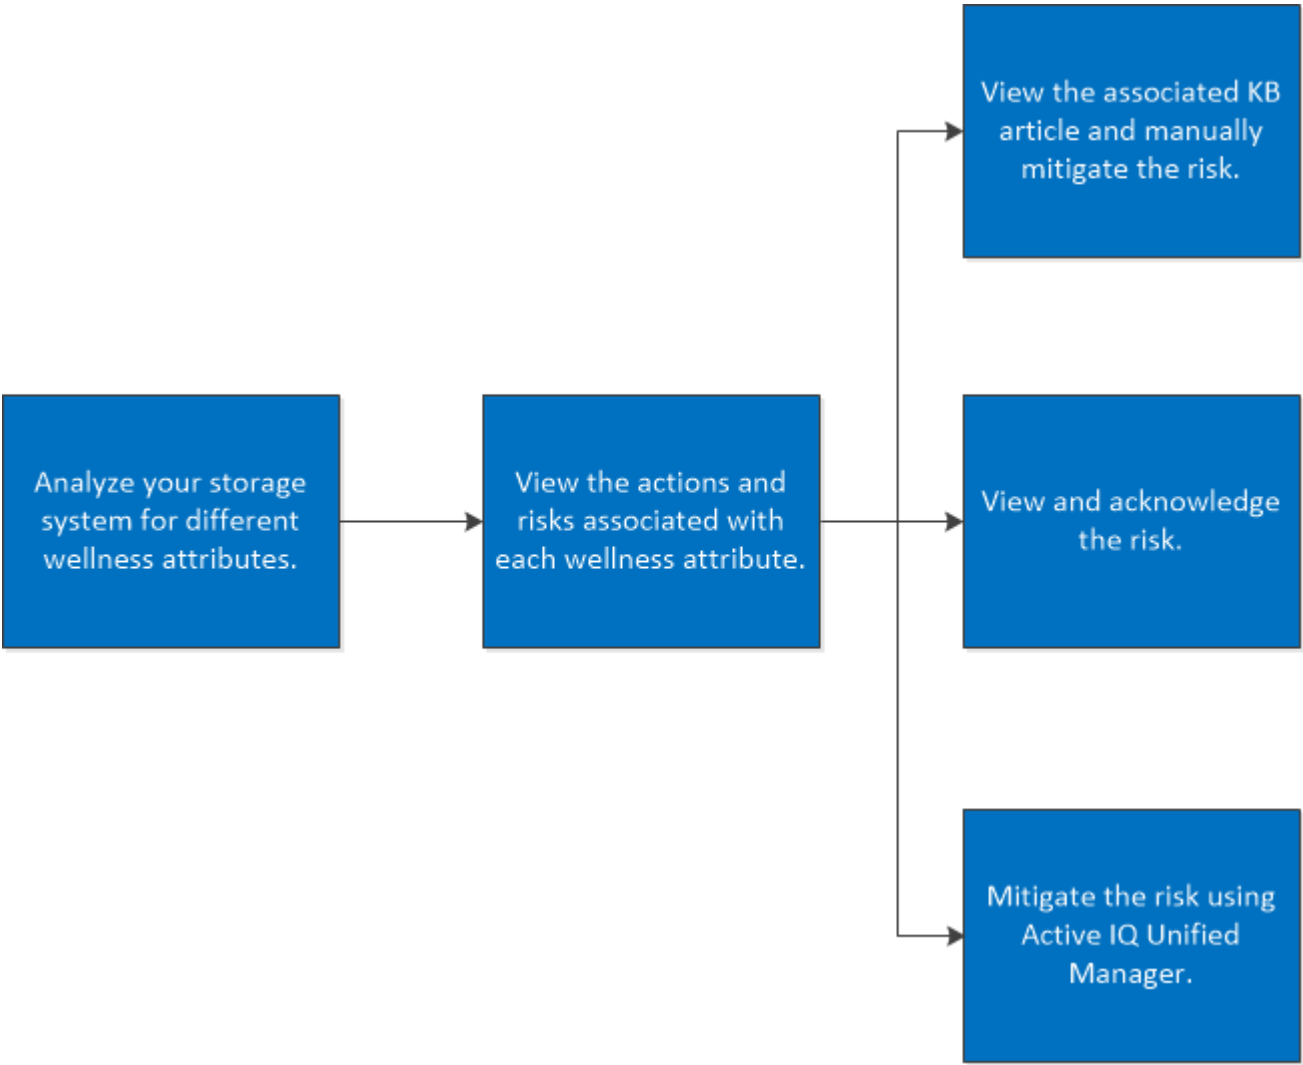 View the associated KB
article and manually
mitigate the risk.
Analyze your storage
system for different
wellness attributes.
View the actions and
risks associated with
each wellness attribute.
View and acknowledge
the risk.
Mitigate the risk using
Active IQ Unified
Manager.